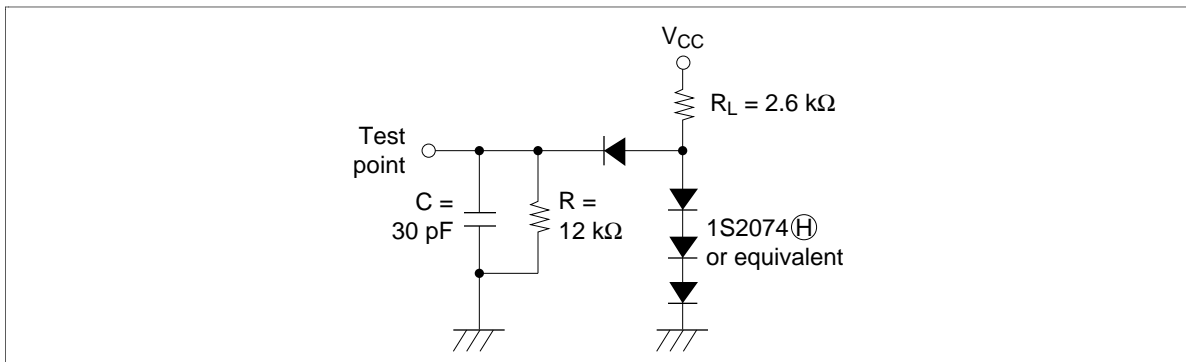 VCC
RL = 2.6 kΩ
Test
point
C =
30 pF
R =
12 kΩ
1S2074Ⓗ
or equivalent